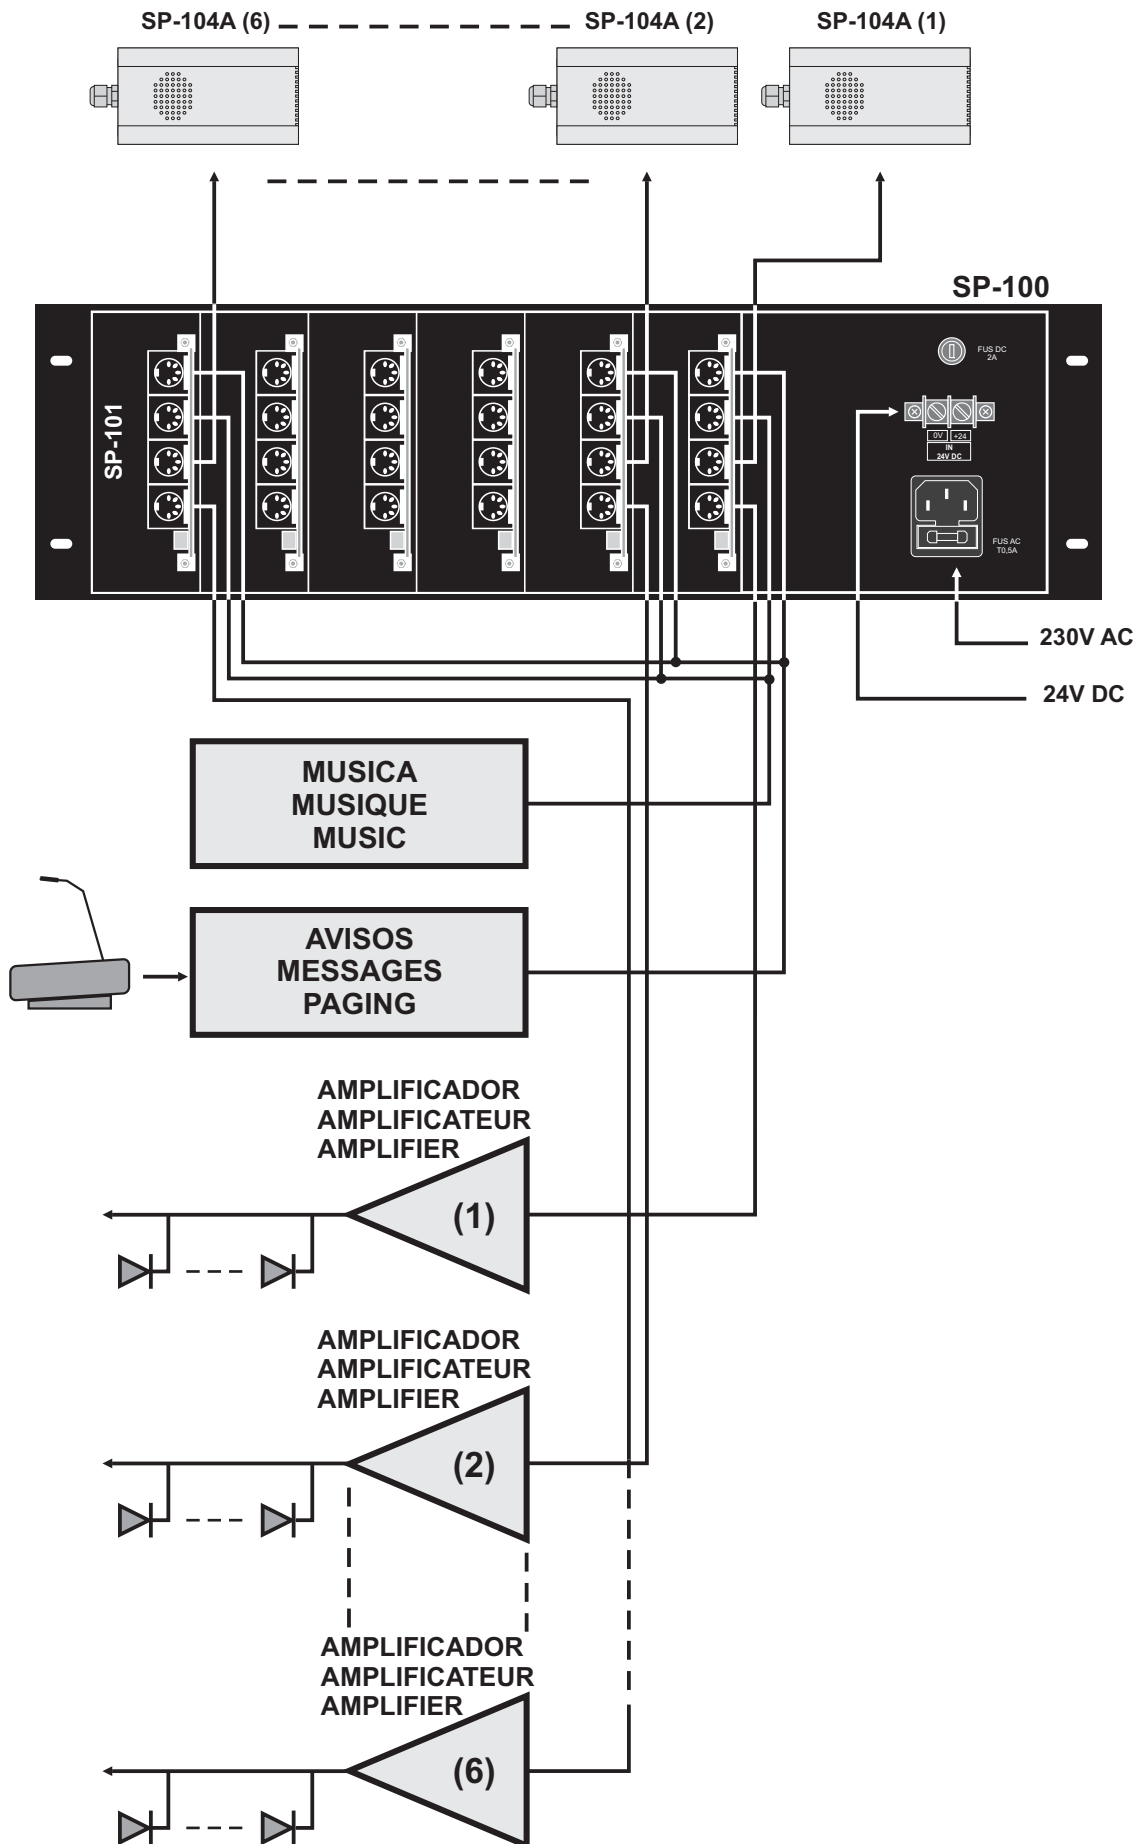 SP-104A (6)
SP-104A (2)
SP-104A (1)
SP-100
SP-101
FUS DC
2A
0V
+24
IN
24V DC
FUS AC
T0,5A
230V AC
24V DC
MUSICA
MUSIQUE
MUSIC
AVISOS
MESSAGES
PAGING
AMPLIFICADOR
AMPLIFICATEUR
AMPLIFIER
(1)
AMPLIFICADOR
AMPLIFICATEUR
AMPLIFIER
(2)
AMPLIFICADOR
AMPLIFICATEUR
AMPLIFIER
(6)